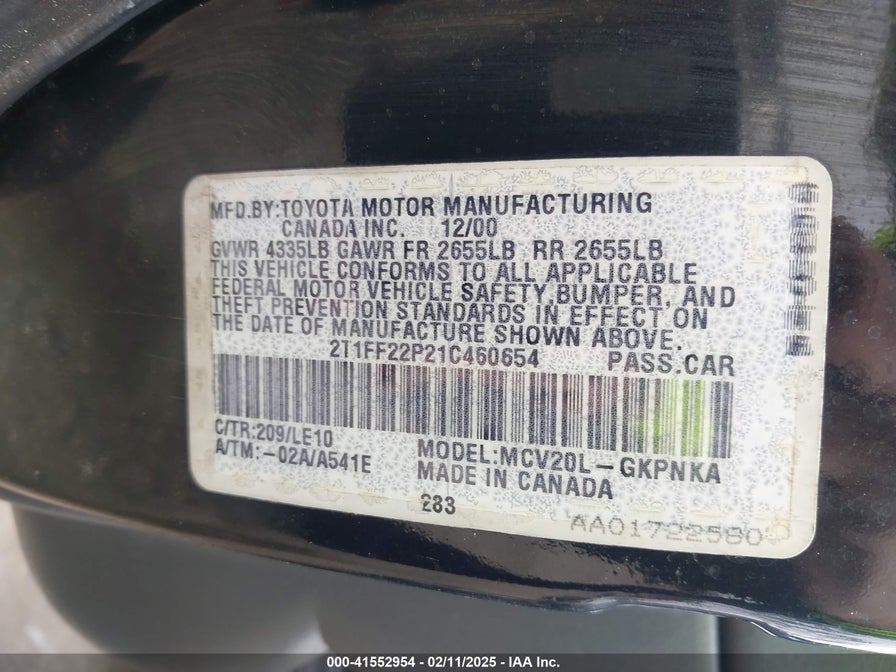 MFD.BY:TOYOTA MOTOR MANUFACTURING
CANADA INC. 12/00
GVWR 4335LB GAWR FR 2655LB RR 2655LB
THIS VEHICLE CONFORMS TO ALL APPLICABLE
FEDERAL MOTOR VEHICLE SAFETY,BUMPER, AND
THEFT PREVENTION STANDARDS IN EFFECT ON
THE DATE OF MANUFACTURE SHOWN ABOVE.
2T1FF22P21C460654 PASS.CAR
C/TR:209/LE10
A/TM:-02A/A541E
MODEL:MCV20L-GKPNKA
MADE IN CANADA
283
AA01722580
000-41552954 - 02/11/2025 - IAA Inc.